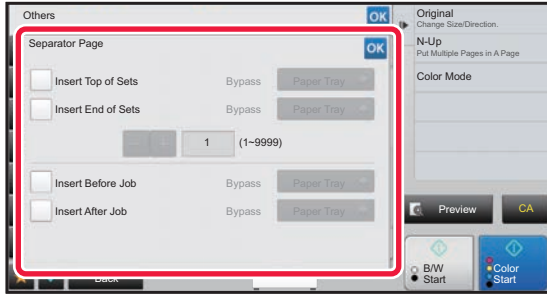 Others
OK
Separator Page
OK
Insert Top of Sets
Bypass
Paper Tray
Insert End of Sets
Bypass
Paper Tray
1
(1~9999)
Insert Before Job
Bypass
Paper Tray
Insert After Job
Bypass
Paper Tray
Back
Original
Change Size/Direction.
N-Up
Put Multiple Pages in A Page
Color Mode
Preview
CA
B/W
Start
Color
Start